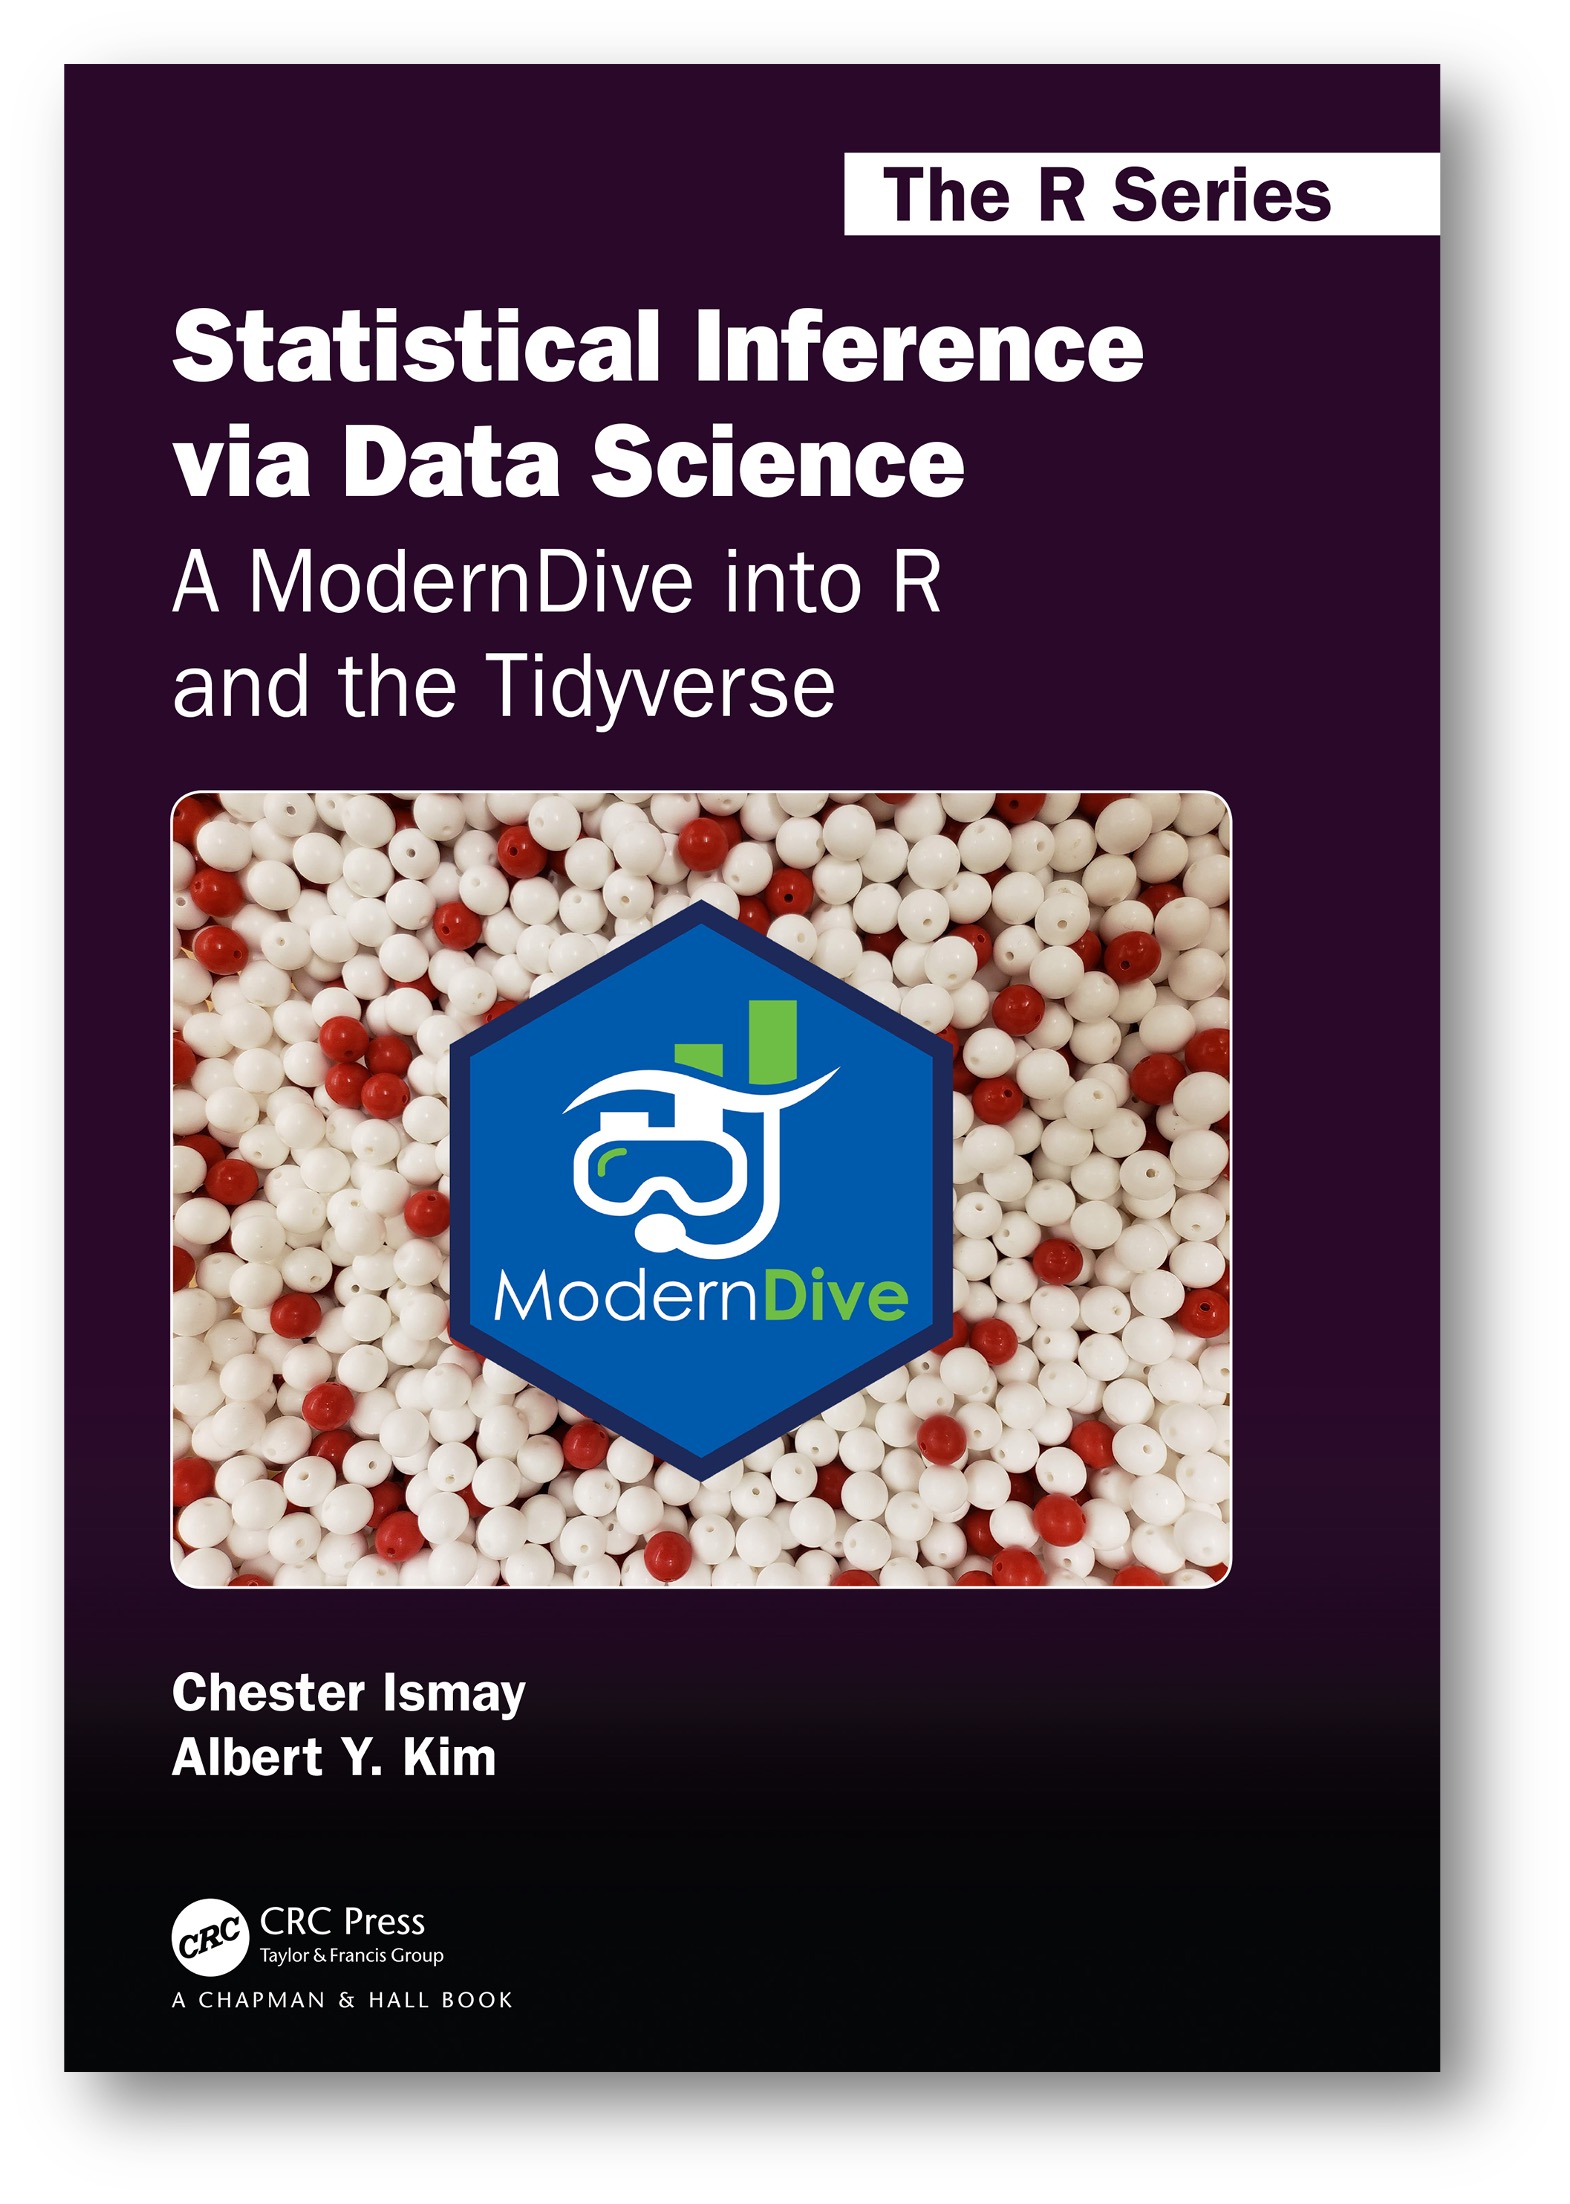 The R Series
Statistical Inference
via Data Science
A ModernDive into R
and the Tidyverse
ModernDive
Chester Ismay
Albert Y. Kim
CRC
CRC Press
Taylor & Francis Group
A CHAPMAN & HALL BOOK